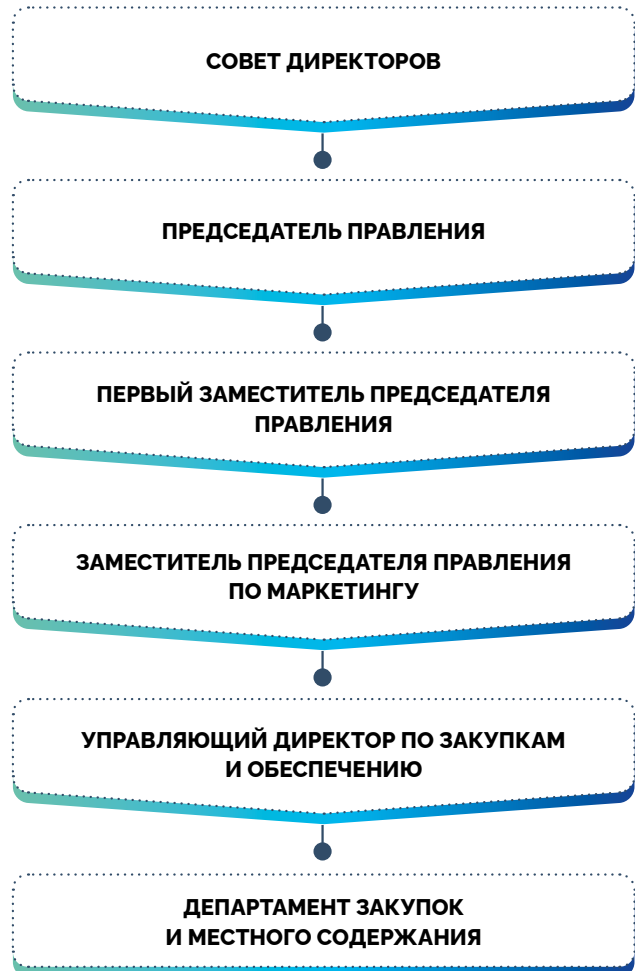 СОВЕТ ДИРЕКТОРОВ
ПРЕДСЕДАТЕЛЬ ПРАВЛЕНИЯ
ПЕРВЫЙ ЗАМЕСТИТЕЛЬ ПРЕДСЕДАТЕЛЯ
ПРАВЛЕНИЯ
ЗАМЕСТИТЕЛЬ ПРЕДСЕДАТЕЛЯ ПРАВЛЕНИЯ
ПО МАРКЕТИНГУ
УПРАВЛЯЮЩИЙ ДИРЕКТОР ПО ЗАКУПКАМ
И ОБЕСПЕЧЕНИЮ
ДЕПАРТАМЕНТ ЗАКУПОК
И МЕСТНОГО СОДЕРЖАНИЯ